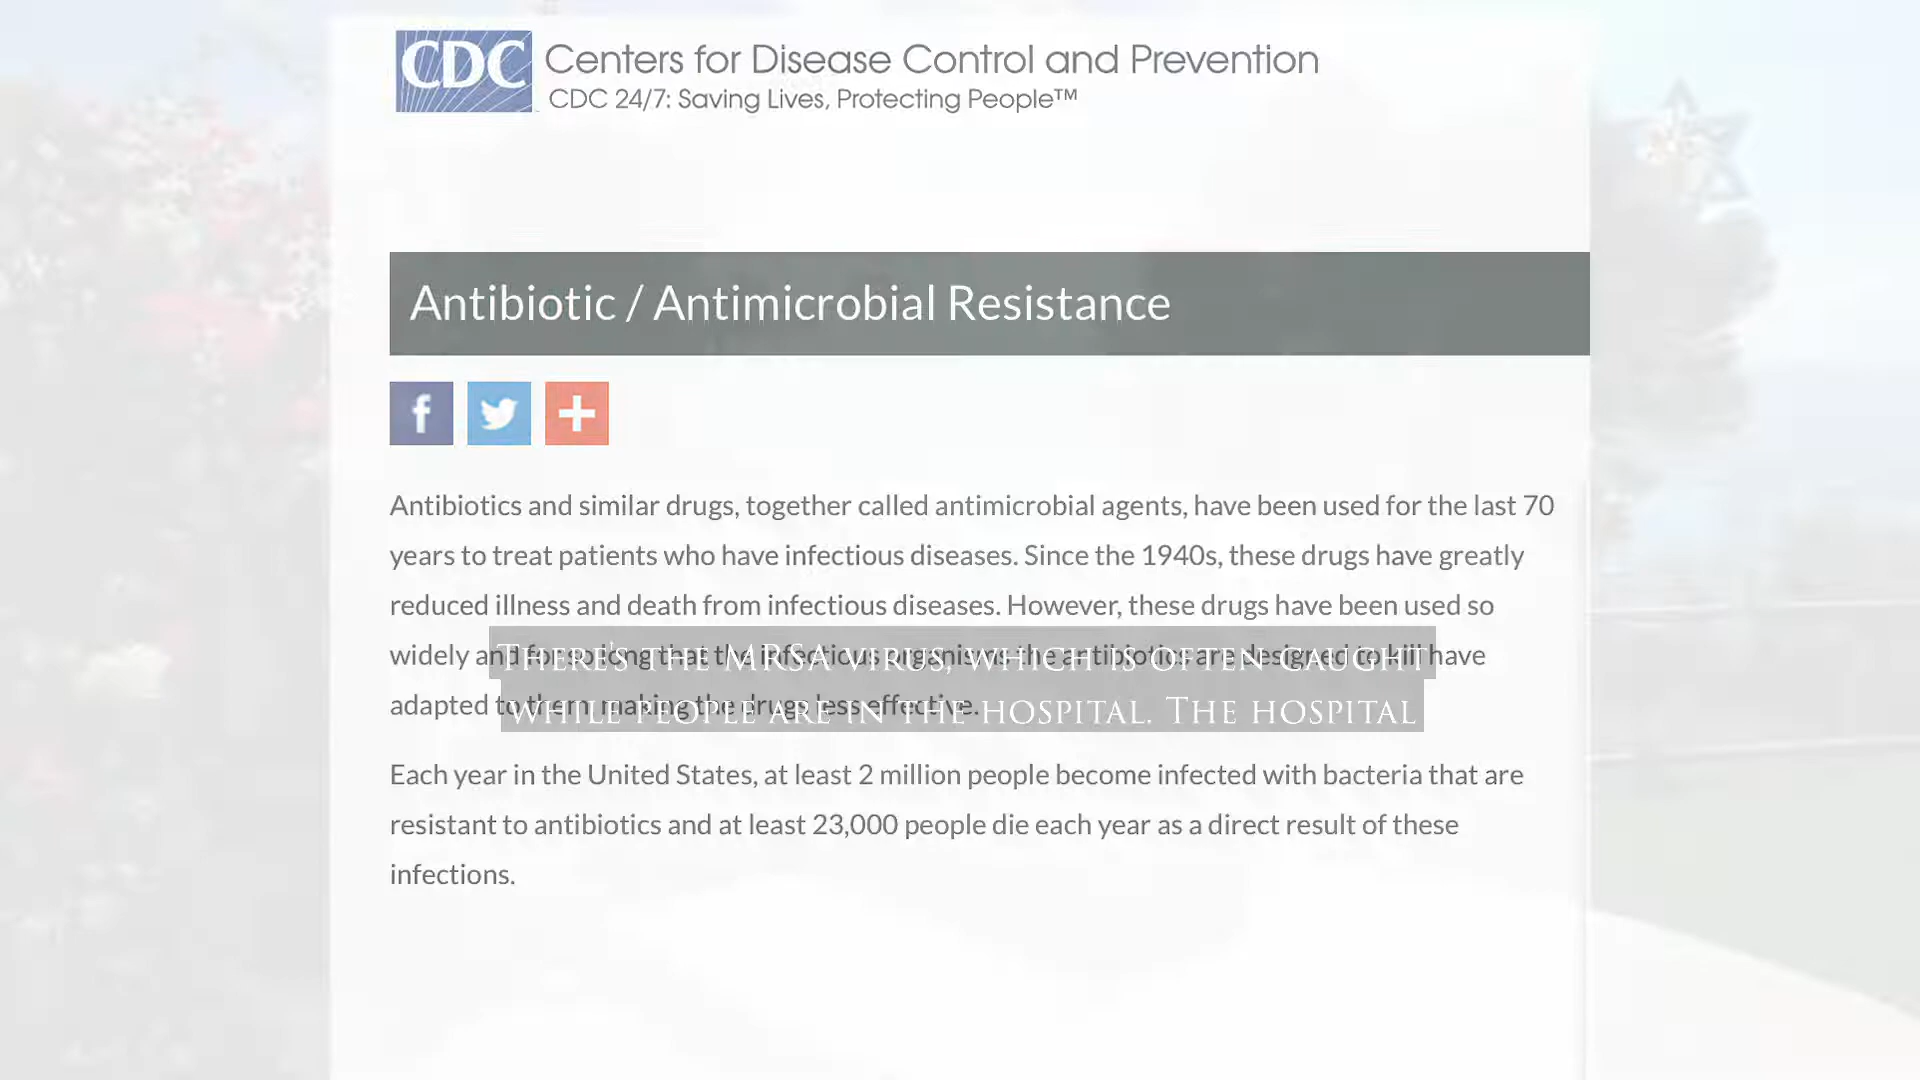 CDC Centers for Disease Control and Prevention
CDC 24/7: Saving Lives, Protecting People™
Antibiotic / Antimicrobial Resistance
f
Antibiotics and similar drugs, together called antimicrobial agents, have been used for the last 70
years to treat patients who have infectious diseases. Since the 1940s, these drugs have greatly
reduced illness and death from infectious diseases. However, these drugs have been used so
widely and for so long that the infectious organisms the antibiotics are designed to kill have
There's the MRSA virus, which is often caught
adapted to them, making the drugs less effective.
while people are in the hospital. The hospital
Each year in the United States, at least 2 million people become infected with bacteria that are
resistant to antibiotics and at least 23,000 people die each year as a direct result of these
infections.